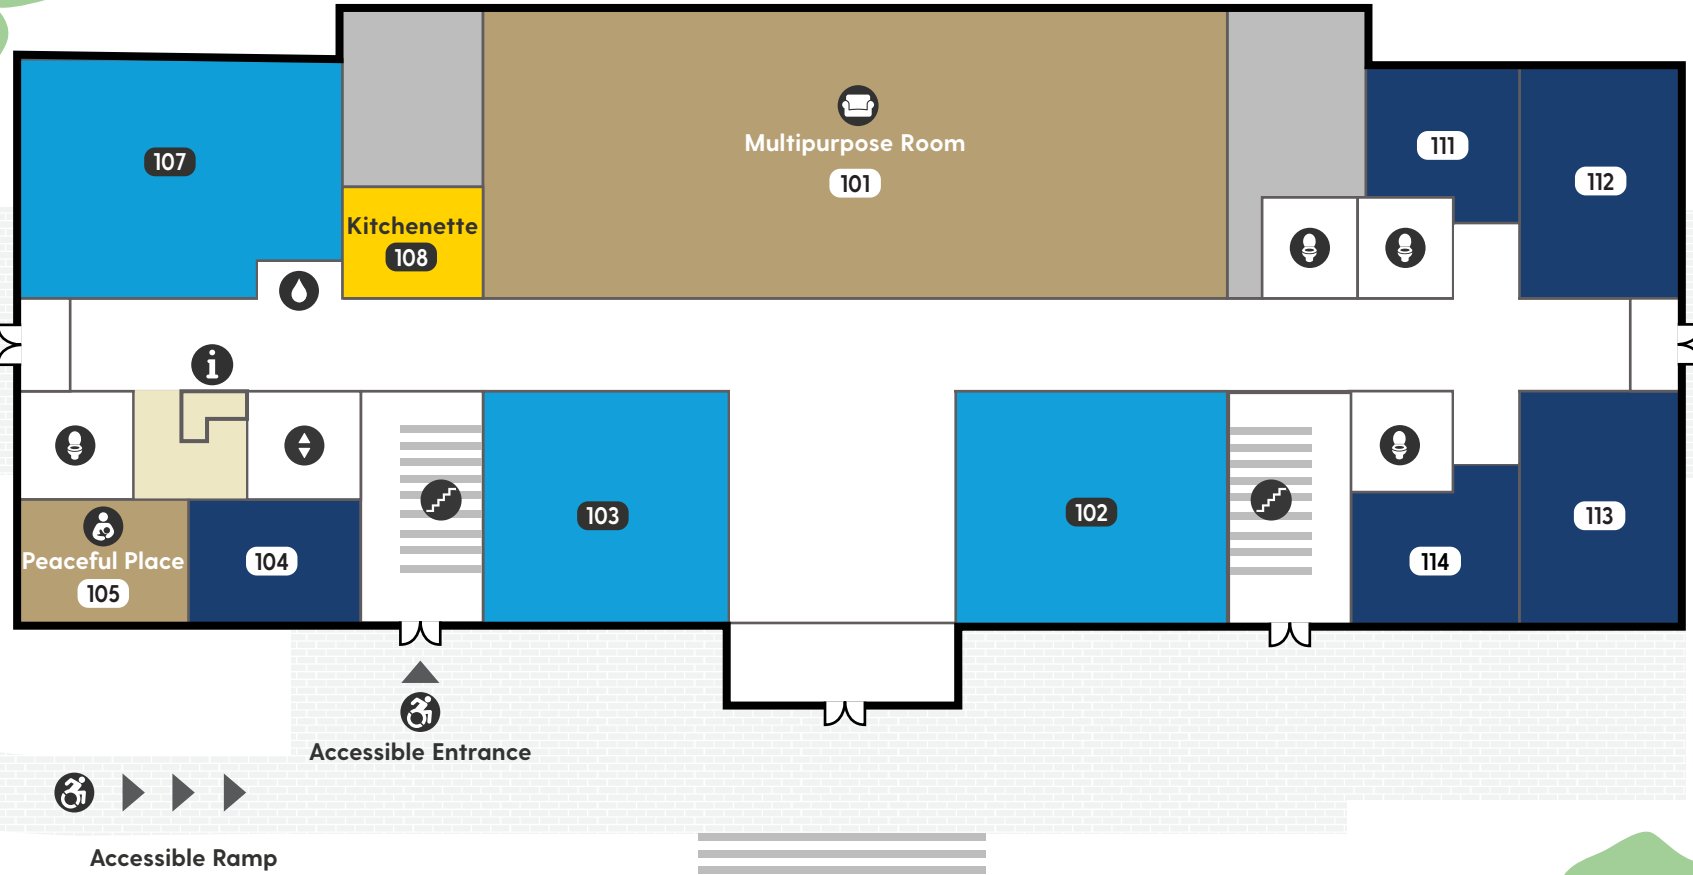 107
Kitchenette
108
Multipurpose Room
101
111
112
Peaceful Place
105
104
103
102
114
113
Accessible Entrance
Accessible Ramp